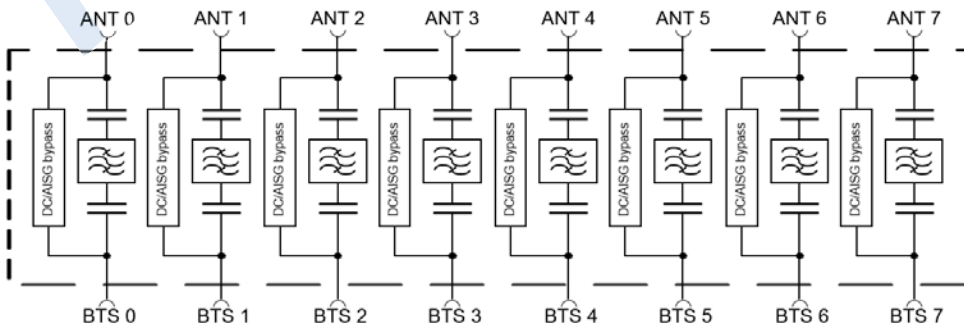 ANT 0 ANT 1 ANT 2 ANT 3 ANT 4 ANT 5 ANT 6 ANT 7
DC/AISG bypass DC/AISG bypass DC/AISG bypass DC/AISG bypass DC/AISG bypass DC/AISG bypass DC/AISG bypass DC/AISG bypass
BTS 0 BTS 1 BTS 2 BTS 3 BTS 4 BTS 5 BTS 6 BTS 7